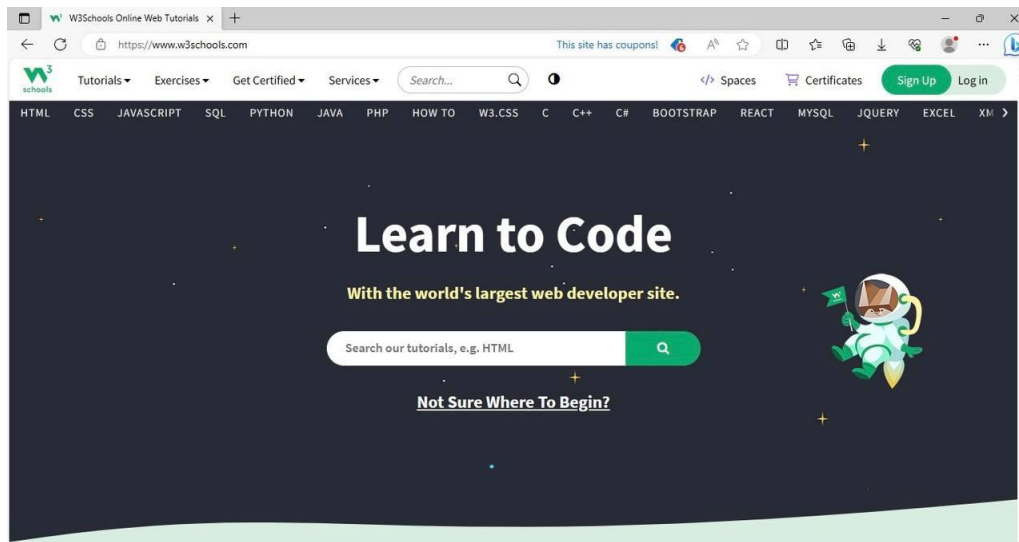 W3Schools Online Web Tutorials
https://www.w3schools.com This site has coupons!
W3 schools Tutorials Exercises Get Certified Services Search... Spaces Certificates Sign Up Log in
HTML CSS JAVASCRIPT SQL PYTHON JAVA PHP HOW TO W3.CSS C C++ C# BOOTSTRAP REACT MYSQL JQUERY EXCEL XM
Learn to Code
With the world's largest web developer site.
Search our tutorials, e.g. HTML
Not Sure Where To Begin?